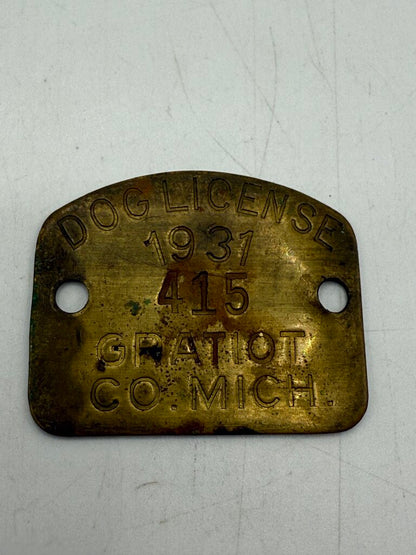 DOG LICENSE
1931
415
GRATIOT
CO. MICH.